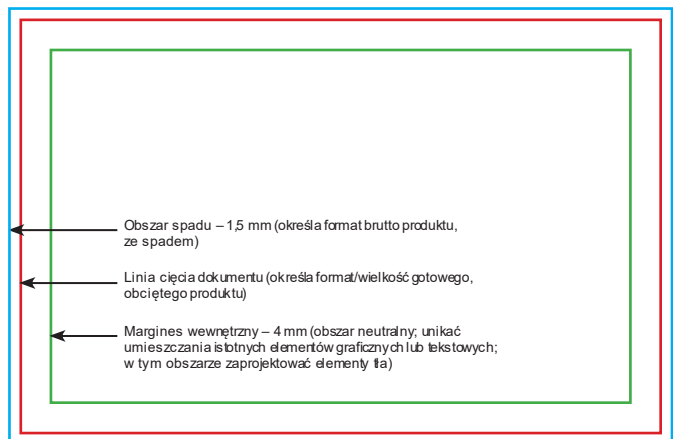 Obszar spadu – 1,5 mm (określa format brutto produktu,
ze spadem)
Linia cięcia dokumentu (określa format/wielkość gotowego,
obciętego produktu)
Margines wewnętrzny – 4 mm (obszar neutralny; unikać
umieszczania istotnych elementów graficznych lub tekstowych;
w tym obszarze zaprojektować elementy tła)